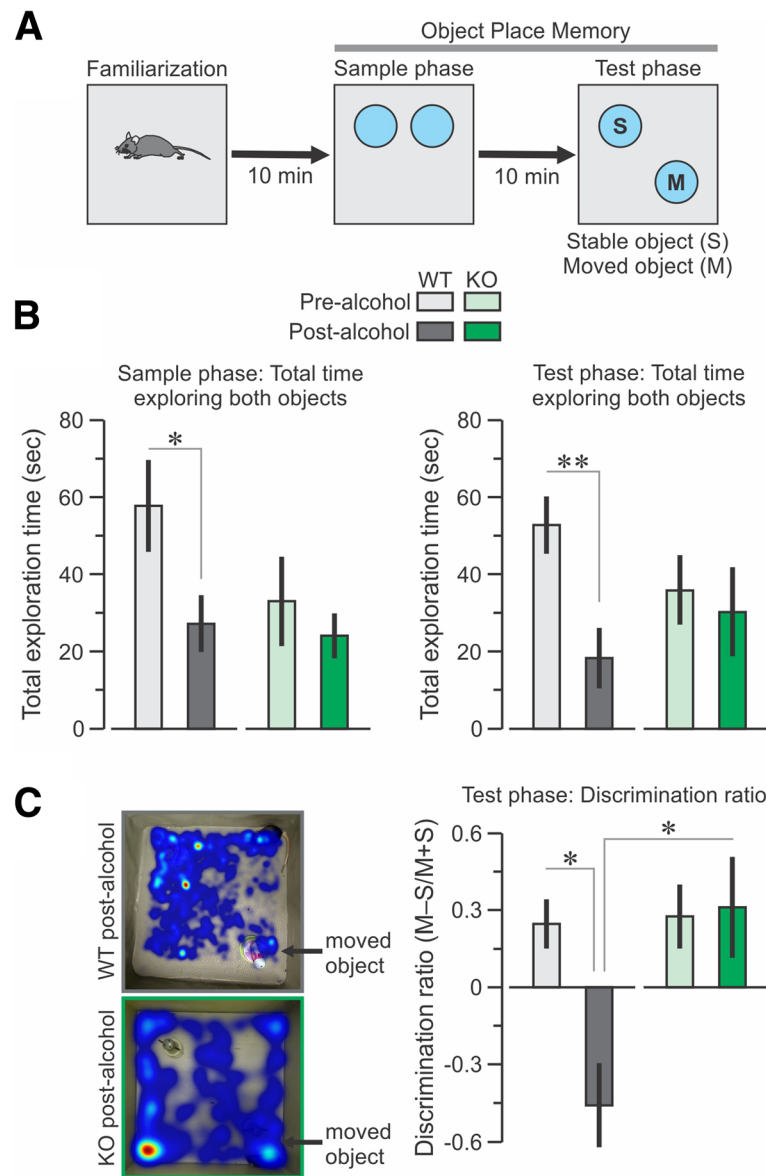 A
Object Place Memory
Familiarization
Sample phase
Test phase
S
M
10 min
10 min
Stable object (S)
Moved object (M)
WT KO
Pre-alcohol
Post-alcohol
B
Sample phase: Total time
exploring both objects
Total exploration time (sec)
80
60
40
20
0
*
Test phase: Total time
exploring both objects
Total exploration time (sec)
80
60
40
20
0
**
C
WT post-alcohol
moved
object
KO post-alcohol
moved
object
Test phase: Discrimination ratio
Discrimination ratio (M–S/M+S)
0.6
0.3
0
-0.3
-0.6
*
*